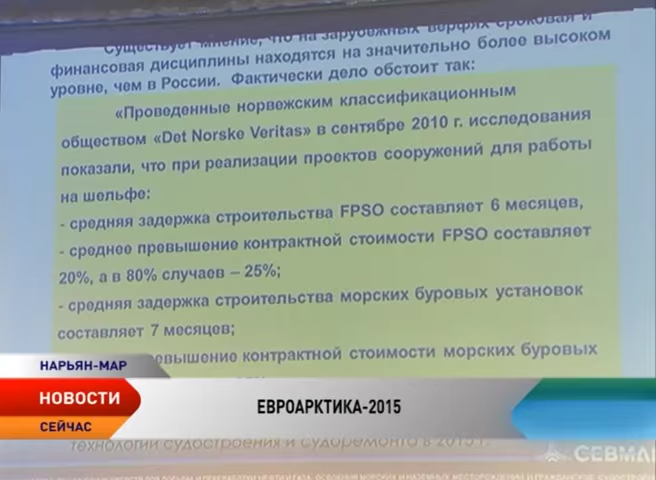 Существует мнение, что на зарубежных верфях сроковая и
финансовая дисциплины находятся на значительно более высоком
уровне, чем в России. Фактически дело обстоит так:
«Проведенные норвежским классификационным
обществом «Det Norske Veritas» в сентябре 2010 г. исследования
показали, что при реализации проектов сооружений для работы
на шельфе:
- средняя задержка строительства FPSO составляет 6 месяцев,
- среднее превышение контрактной стоимости FPSO составляет
20%, а в 80% случаев – 25%;
- средняя задержка строительства морских буровых установок
составляет 7 месяцев;
евышение контрактной стоимости морских буровых
НАРЬЯН-МАР
НОВОСТИ
СЕЙЧАС
ЕВРОАРКТИКА-2015
технологии судостроения и судоремонта в 2015 г.
СЕВМА